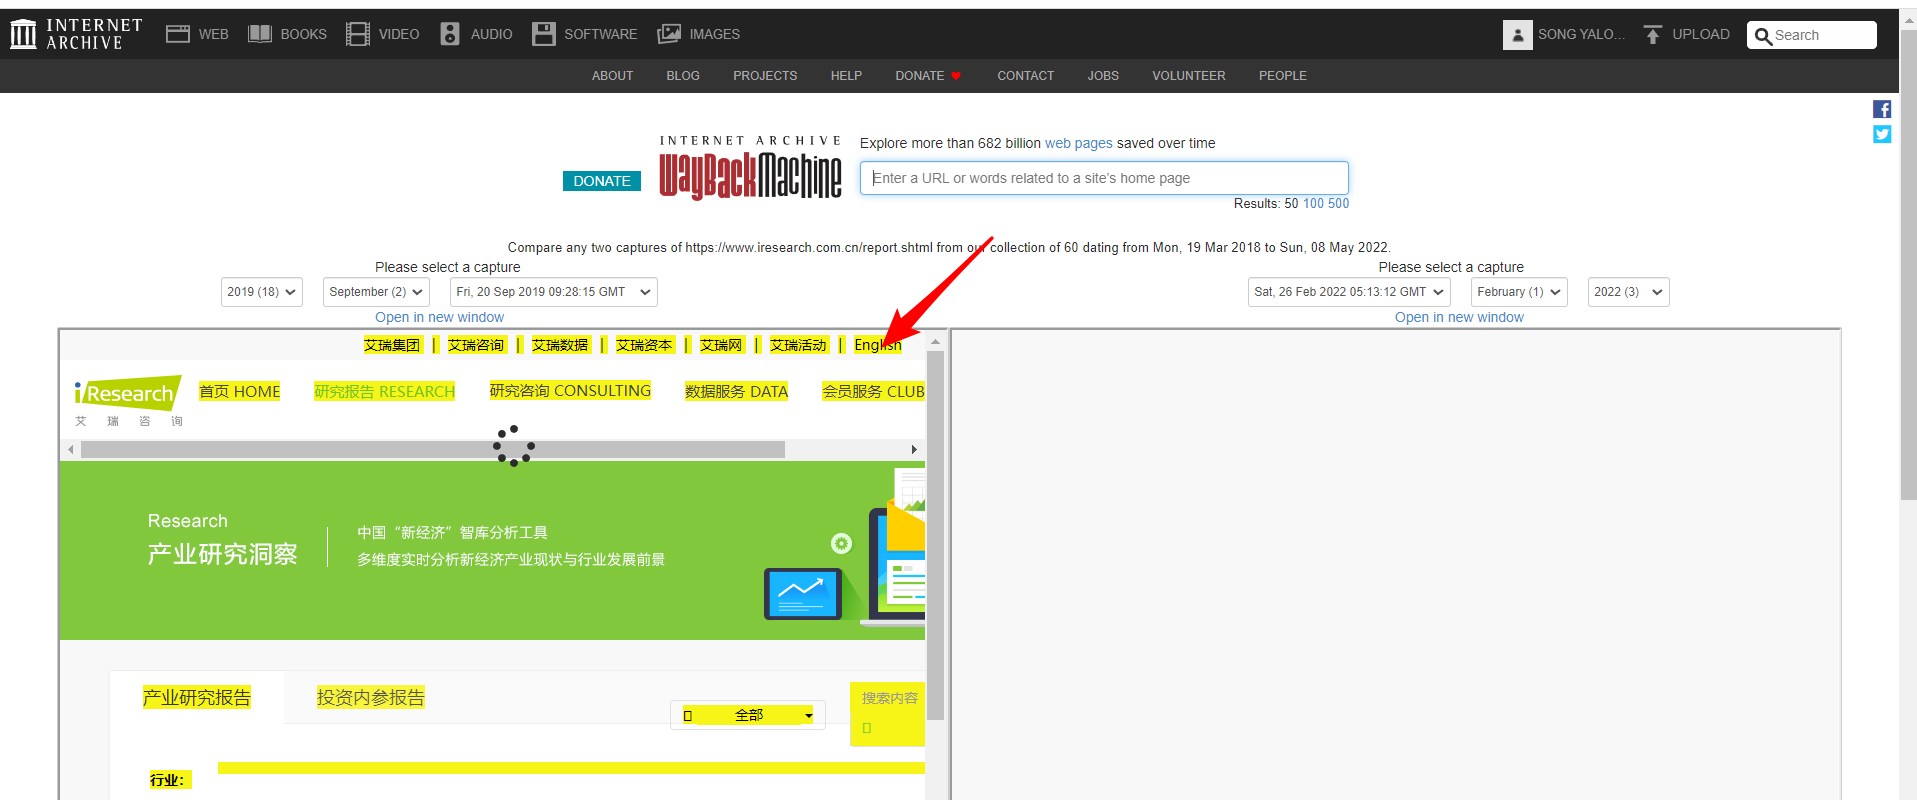 INTERNET ARCHIVE
WEB BOOKS VIDEO AUDIO SOFTWARE IMAGES
SONG YALO... UPLOAD Search
ABOUT BLOG PROJECTS HELP DONATE CONTACT JOBS VOLUNTEER PEOPLE
DONATE
INTERNET ARCHIVE
WayBackMachine
Explore more than 682 billion web pages saved over time
Enter a URL or words related to a site's home page
Results: 50 100 500
Compare any two captures of https://www.iresearch.com.cn/report.shtml from our collection of 60 dating from Mon, 19 Mar 2018 to Sun, 08 May 2022.
Please select a capture
2019 (18) September (2) Fri, 20 Sep 2019 09:28:15 GMT
Open in new window
Please select a capture
Sat, 26 Feb 2022 05:13:12 GMT February (1) 2022 (3)
Open in new window
艾瑞集团 | 艾瑞咨询 | 艾瑞数据 | 艾瑞资本 | 艾瑞网 | 艾瑞活动 | English
iResearch
艾瑞咨询
首页 HOME 研究报告 RESEARCH 研究咨询 CONSULTING 数据服务 DATA 会员服务 CLUB
Research
产业研究洞察
中国“新经济”智库分析工具
多维度实时分析新经济产业现状与行业发展前景
产业研究报告 投资内参报告
全部
搜索内容
行业：